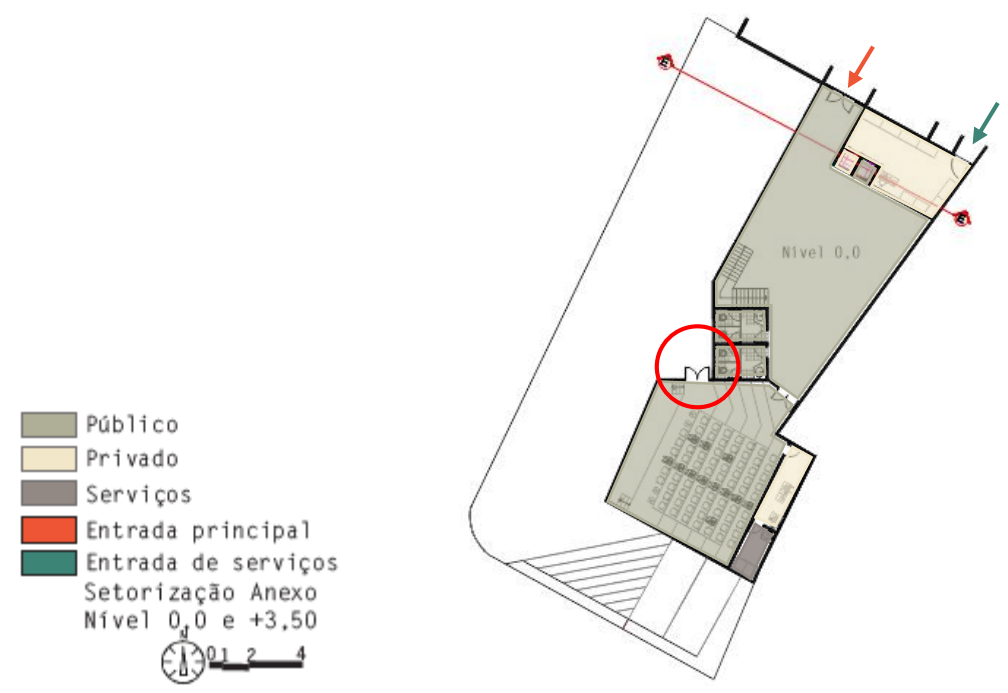 E
E
Nível 0,0
Público
Privado
Serviços
Entrada principal
Entrada de serviços
Setorização Anexo
Nível 0,0 e +3,50
N
0 1 2 4